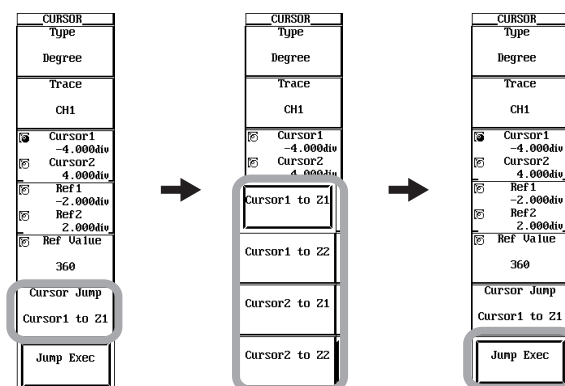 CURSOR
Type
Degree
Trace
CH1
Cursor1
-4.000div
Cursor2
4.000div
Ref1
-2.000div
Ref2
2.000div
Ref Value
360
Cursor Jump
Cursor1 to Z1
Jump Exec
CURSOR
Type
Degree
Trace
CH1
Cursor1
-4.000div
Cursor2
4.000div
Cursor1 to Z1
Cursor1 to Z2
Cursor2 to Z1
Cursor2 to Z2
CURSOR
Type
Degree
Trace
CH1
Cursor1
-4.000div
Cursor2
4.000div
Ref1
-2.000div
Ref2
2.000div
Ref Value
360
Cursor Jump
Cursor1 to Z1
Jump Exec